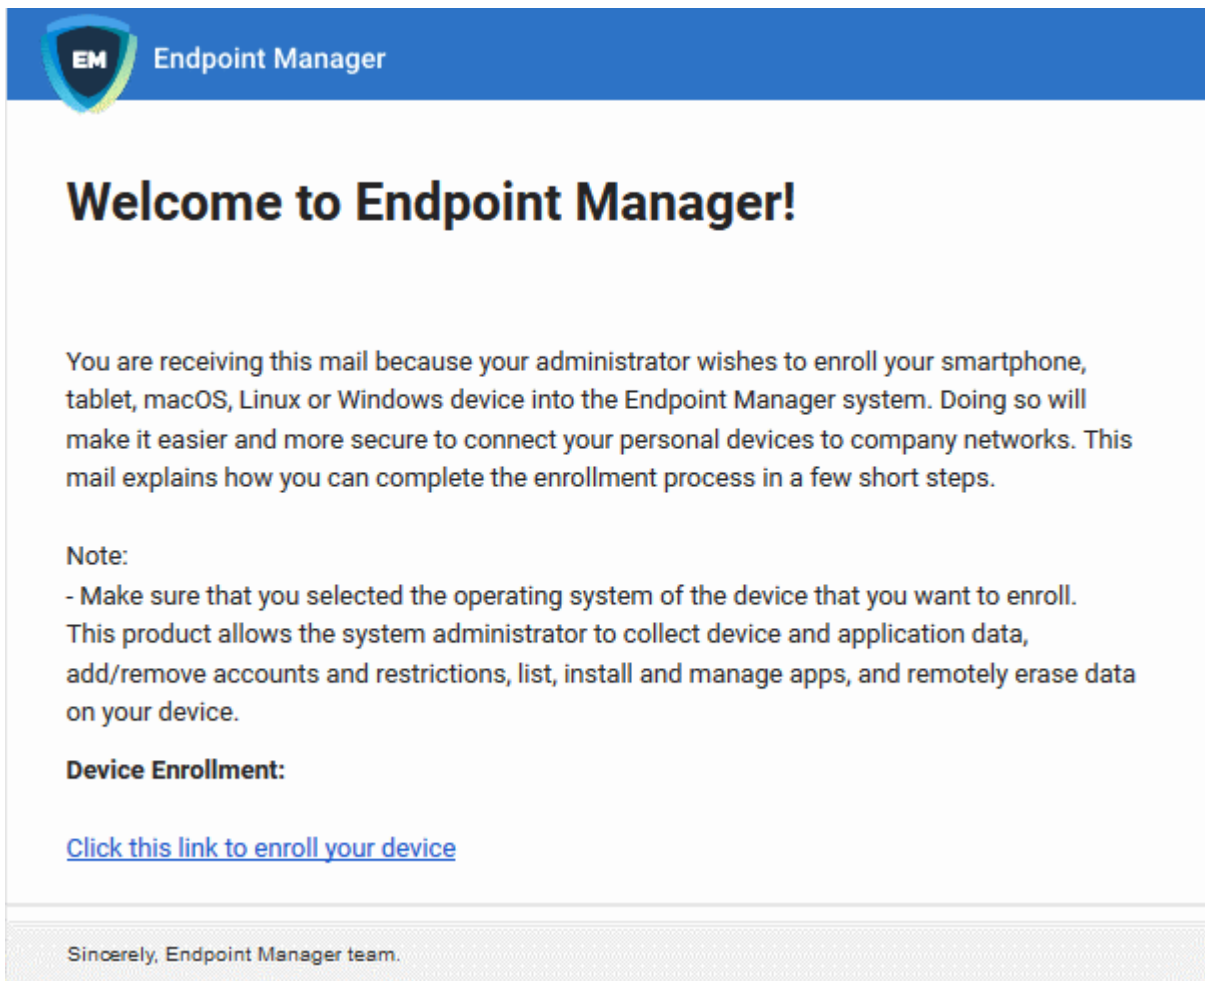 EM
Endpoint Manager
Welcome to Endpoint Manager!
You are receiving this mail because your administrator wishes to enroll your smartphone,
tablet, macOS, Linux or Windows device into the Endpoint Manager system. Doing so will
make it easier and more secure to connect your personal devices to company networks. This
mail explains how you can complete the enrollment process in a few short steps.
Note:
- Make sure that you selected the operating system of the device that you want to enroll.
This product allows the system administrator to collect device and application data,
add/remove accounts and restrictions, list, install and manage apps, and remotely erase data
on your device.
Device Enrollment:
Click this link to enroll your device
Sincerely, Endpoint Manager team.